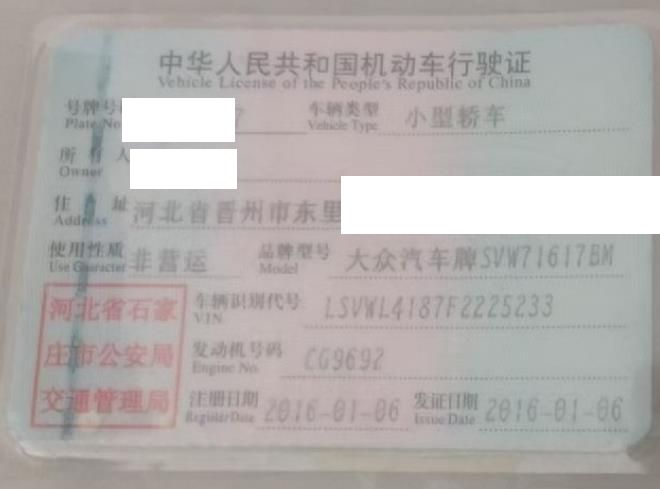 中华人民共和国机动车行驶证
Vehicle License of the People's Republic of China
号牌号 车辆类型 小型轿车
Plate No Vehicle Type
所有人
Owner
住址 河北省晋州市东里
Address
使用性质 非营运 品牌型号 大众汽车牌SVW71617BM
Use Character Model
河北省石家
庄市公安局
交通管理局
车辆识别代号 LSVWL4187F2225233
VIN
发动机号码 CG9692
Engine No.
注册日期 2016-01-06 发证日期 2016-01-06
Register Date Issue Date